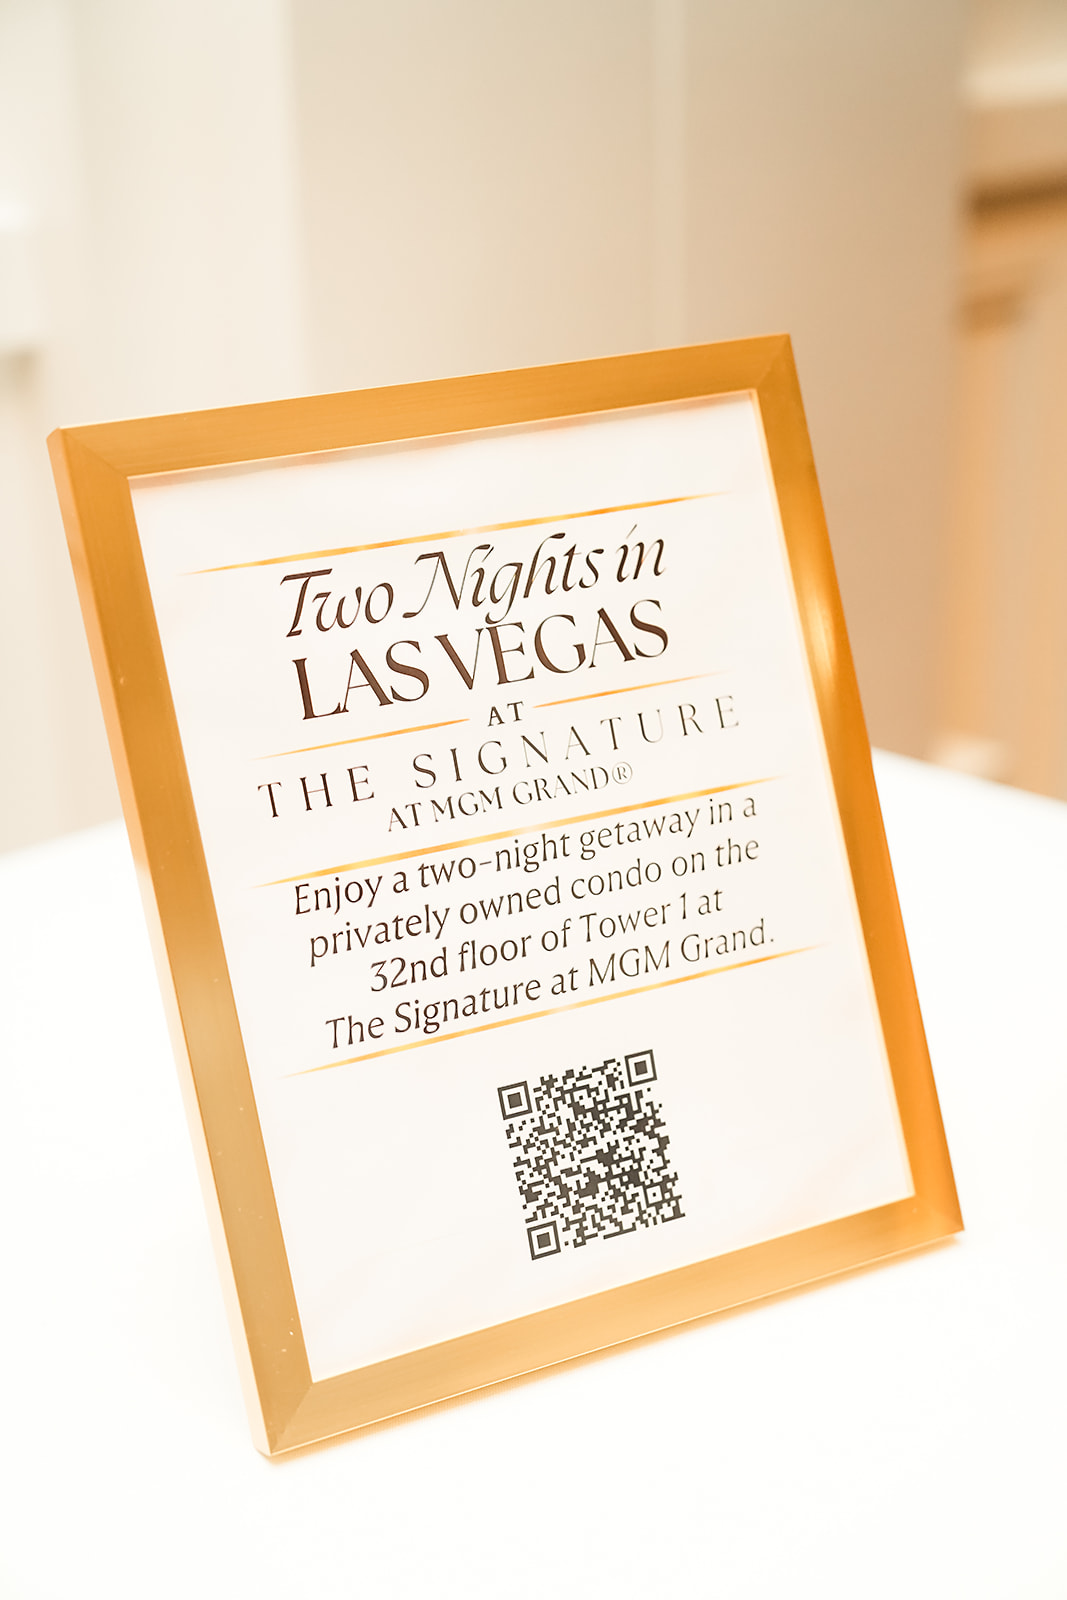 Two Nights in
LAS VEGAS
AT
THE SIGNATURE
AT MGM GRAND®
Enjoy a two-night getaway in a
privately owned condo on the
32nd floor of Tower 1 at
The Signature at MGM Grand.